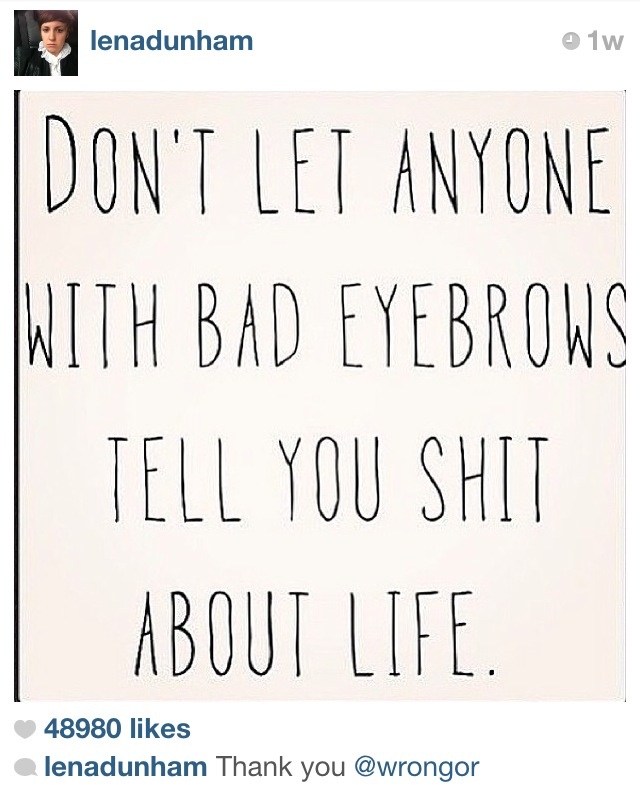 lenadunham 1w
DON'T LET ANYONE
WITH BAD EYEBROWS
TELL YOU SHIT
ABOUT LIFE.
48980 likes
lenadunham Thank you @wrongor